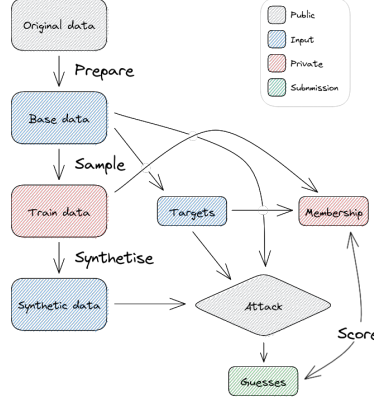 Original data
Public
Input
Private
Submmission
Prepare
Base data
Sample
Train data
Targets
Membership
Synthetise
Synthetic data
Attack
Score
Guesses